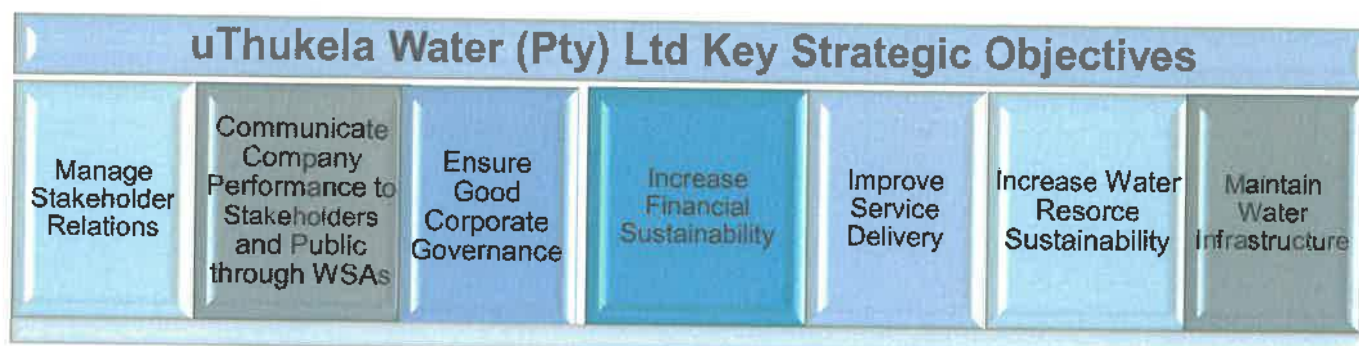 uThukela Water (Pty) Ltd Key Strategic Objectives
Manage
Stakeholder
Relations
Communicate
Company
Performance to
Stakeholders
and Public
through WSAs
Ensure
Good
Corporate
Governance
Increase
Financial
Sustainability
Improve
Service
Delivery
Increase Water
Resorce
Sustainability
Maintain
Water
Infrastructure